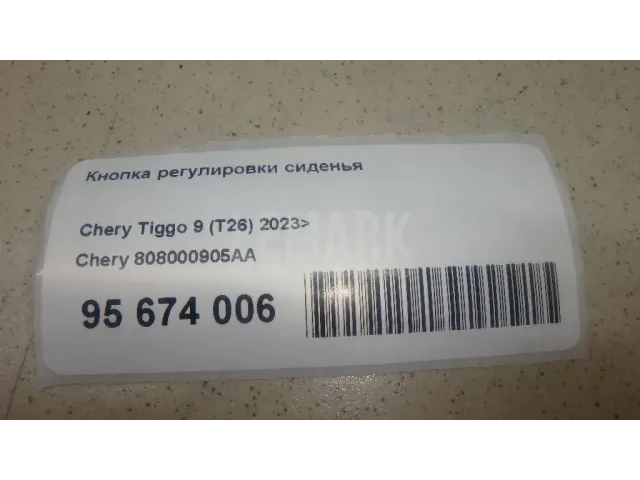 Кнопка регулировки сиденья
Chery Tiggo 9 (T26) 2023>
Chery 808000905AA
95 674 006